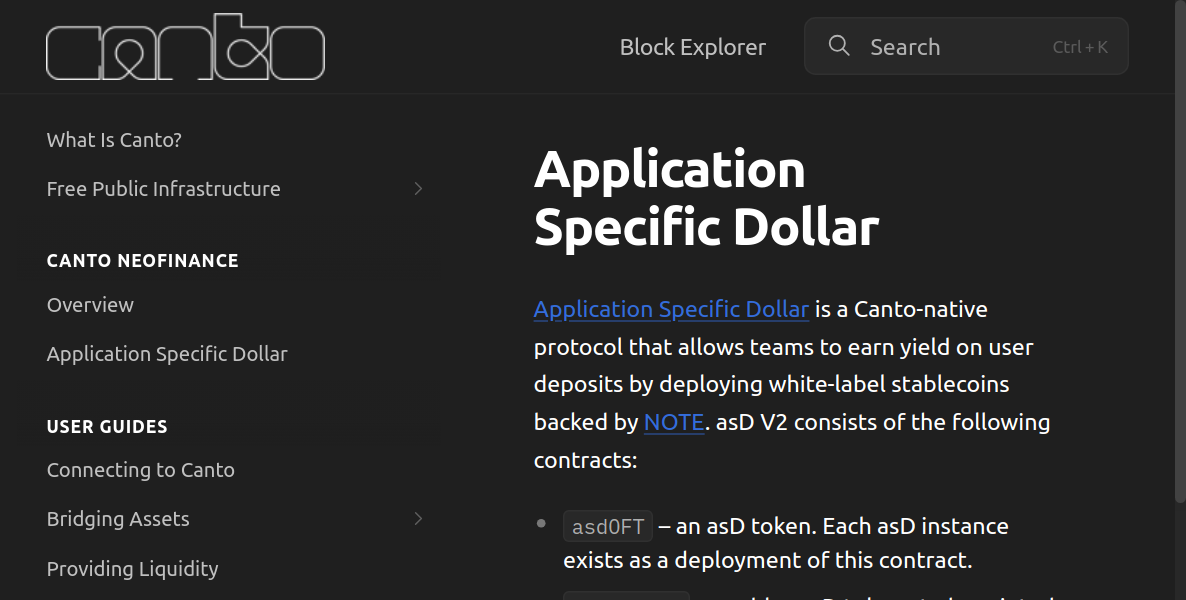 canto
Block Explorer
Search
Ctrl + K
What Is Canto?
Free Public Infrastructure
CANTO NEOFINANCE
Overview
Application Specific Dollar
USER GUIDES
Connecting to Canto
Bridging Assets
Providing Liquidity
Application
Specific Dollar
Application Specific Dollar is a Canto-native
protocol that allows teams to earn yield on user
deposits by deploying white-label stablecoins
backed by NOTE. asD V2 consists of the following
contracts:
asdOFT – an asD token. Each asD instance
exists as a deployment of this contract.